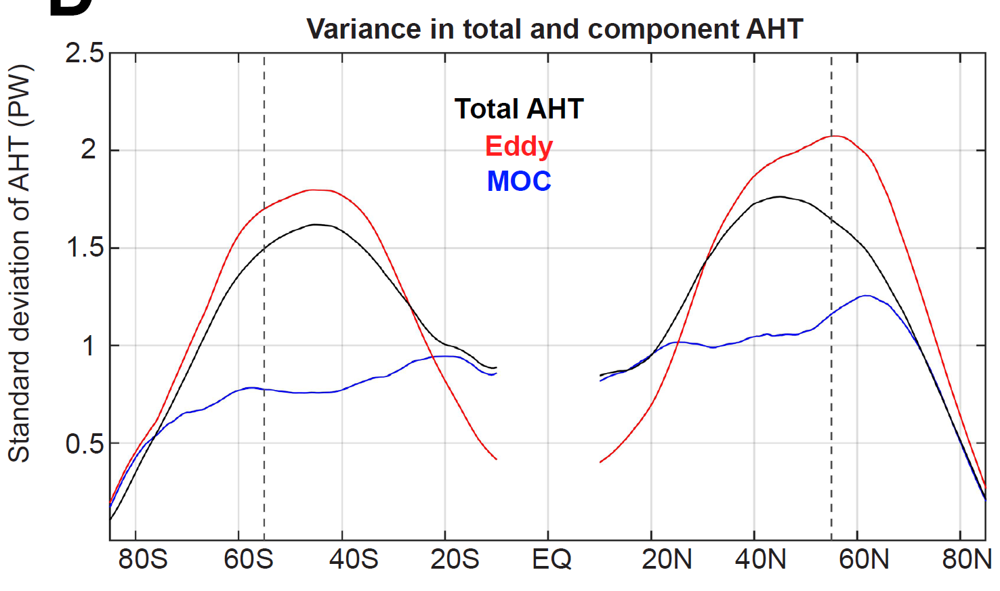 Variance in total and component AHT
Standard deviation of AHT (PW)
2.5
2
1.5
1
0.5
Total AHT
Eddy
MOC
80S 60S 40S 20S EQ 20N 40N 60N 80N